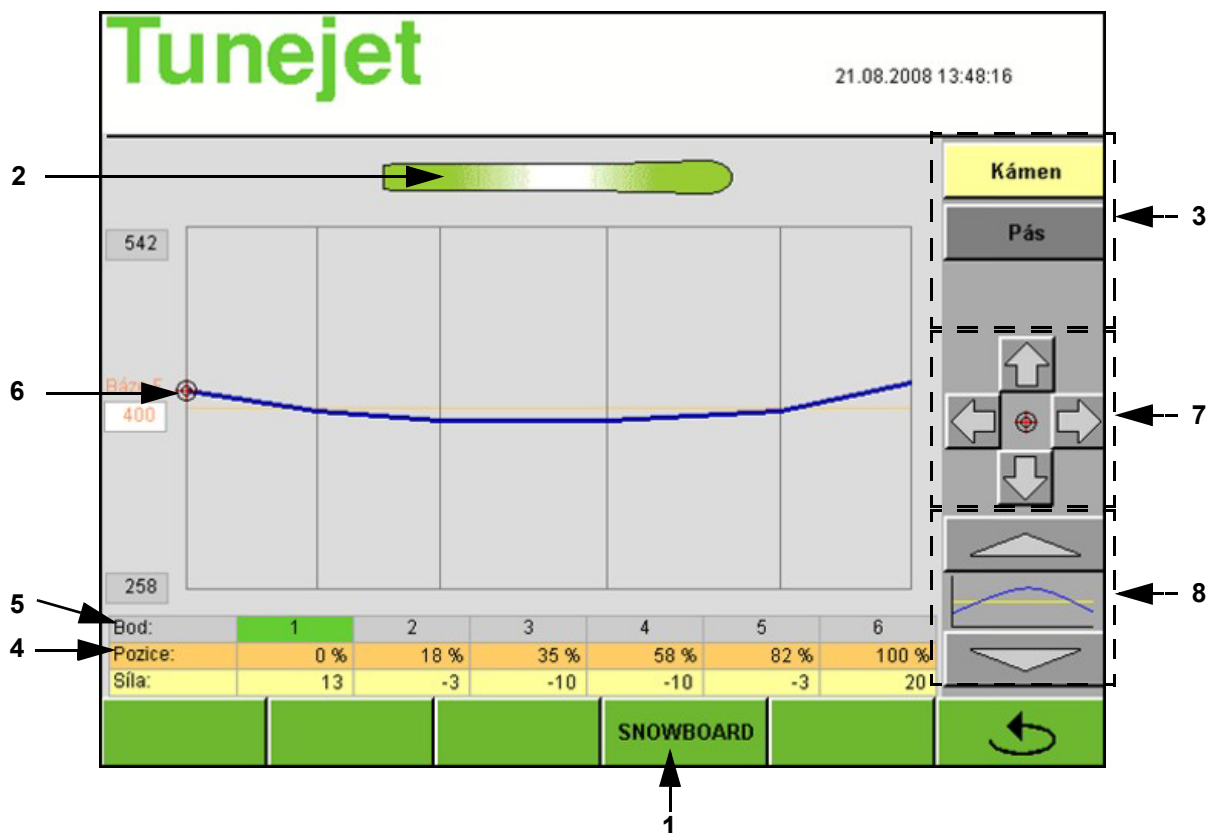 Tunejet
21.08.2008 13:48:16
2
Kámen
3
Pás
542
6
Báze F
400
7
258
8
5
Bod: 1 2 3 4 5 6
4
Pozice: 0 % 18 % 35 % 58 % 82 % 100 %
Síla: 13 -3 -10 -10 -3 20
SNOWBOARD
1